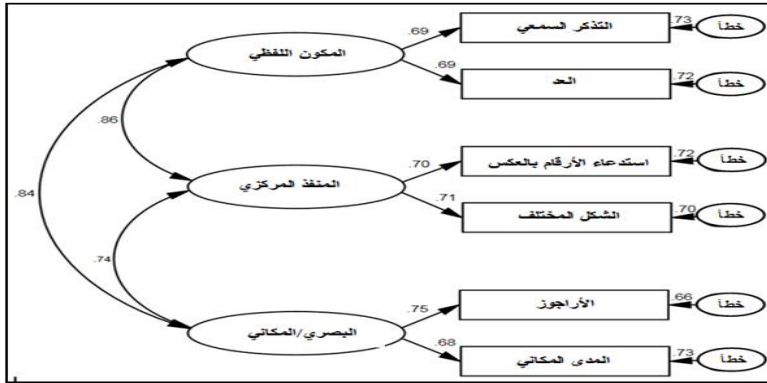 التذكر السمعي
.73
خطأ
.69
المكون اللفظي
.69
العد
.72
خطأ
.86
استدعاء الأرقام بالعكس
.72
خطأ
.70
المنفذ المركزي
.71
الشكل المختلف
.70
خطأ
.84
.74
الأراجوز
.66
خطأ
.75
البصري/المكاني
.68
المدى المكاني
.73
خطأ